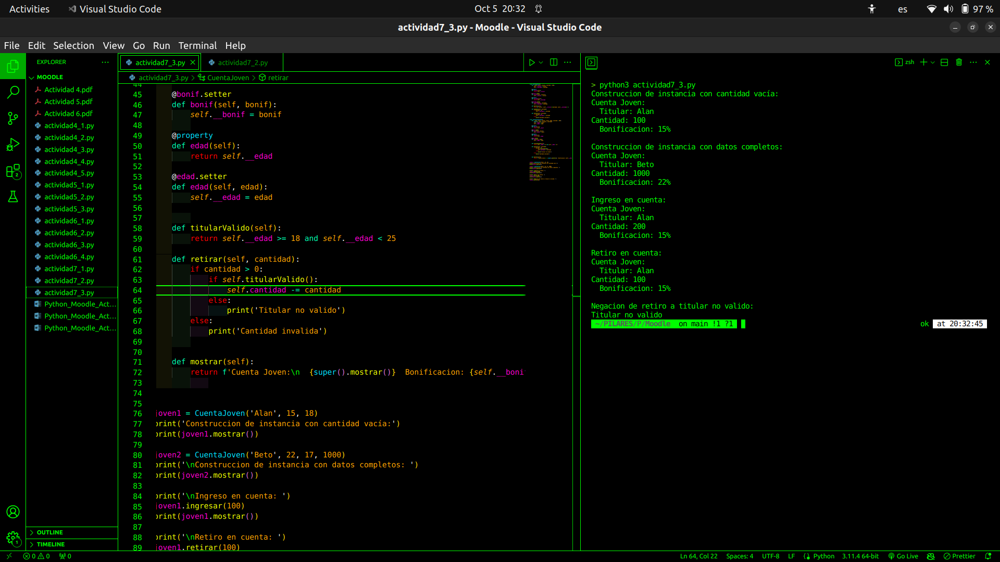 Activities
Visual Studio Code
Oct 5 20:32
es
97 %
actividad7_3.py - Moodle - Visual Studio Code
File Edit Selection View Go Run Terminal Help
EXPLORER
MOODLE
Actividad 4.pdf
Actividad 5.pdf
Actividad 6.pdf
actividad4_1.py
actividad4_2.py
actividad4_3.py
actividad4_4.py
actividad4_5.py
actividad5_1.py
actividad5_2.py
actividad5_3.py
actividad6_1.py
actividad6_2.py
actividad6_3.py
actividad6_4.py
actividad7_1.py
actividad7_2.py
actividad7_3.py
Python_Moodle_Act...
Python_Moodle_Act...
Python_Moodle_Act...
OUTLINE
TIMELINE
2
1
actividad7_3.py
actividad7_2.py
actividad7_3.py > CuentaJoven > retirar
44
45 @bonif.setter
46 def bonif(self, bonif):
47 self.__bonif = bonif
48
49 @property
50 def edad(self):
51 return self.__edad
52
53 @edad.setter
54 def edad(self, edad):
55 self.__edad = edad
56
57
58 def titularValido(self):
59 return self.__edad >= 18 and self.__edad < 25
60
61 def retirar(self, cantidad):
62 if cantidad > 0:
63 if self.titularValido():
64 self.cantidad -= cantidad
65 else:
66 print('Titular no valido')
67 else:
68 print('Cantidad invalida')
69
70
71 def mostrar(self):
72 return f'Cuenta Joven:\n  {super().mostrar()}  Bonificacion: {self.__boni
73
74
75
76 joven1 = CuentaJoven('Alan', 15, 18)
77 print('Construccion de instancia con cantidad vacía:')
78 print(joven1.mostrar())
79
80 joven2 = CuentaJoven('Beto', 22, 17, 1000)
81 print('\nConstruccion de instancia con datos completos: ')
82 print(joven2.mostrar())
83
84 print('\nIngreso en cuenta: ')
85 joven1.ingresar(100)
86 print(joven1.mostrar())
87
88 print('\nRetiro en cuenta: ')
89 joven1.retirar(100)
zsh
> python3 actividad7_3.py
Construccion de instancia con cantidad vacía:
Cuenta Joven:
  Titular: Alan
Cantidad: 100
  Bonificacion: 15%
Construccion de instancia con datos completos:
Cuenta Joven:
  Titular: Beto
Cantidad: 1000
  Bonificacion: 22%
Ingreso en cuenta:
Cuenta Joven:
  Titular: Alan
Cantidad: 200
  Bonificacion: 15%
Retiro en cuenta:
Cuenta Joven:
  Titular: Alan
Cantidad: 100
  Bonificacion: 15%
Negacion de retiro a titular no valido:
Titular no valido
~/PILARES/P/Moodle on main !1 ?1
ok at 20:32:45
0 0 0
Ln 64, Col 22 Spaces: 4 UTF-8 LF Python 3.11.4 64-bit Go Live Prettier